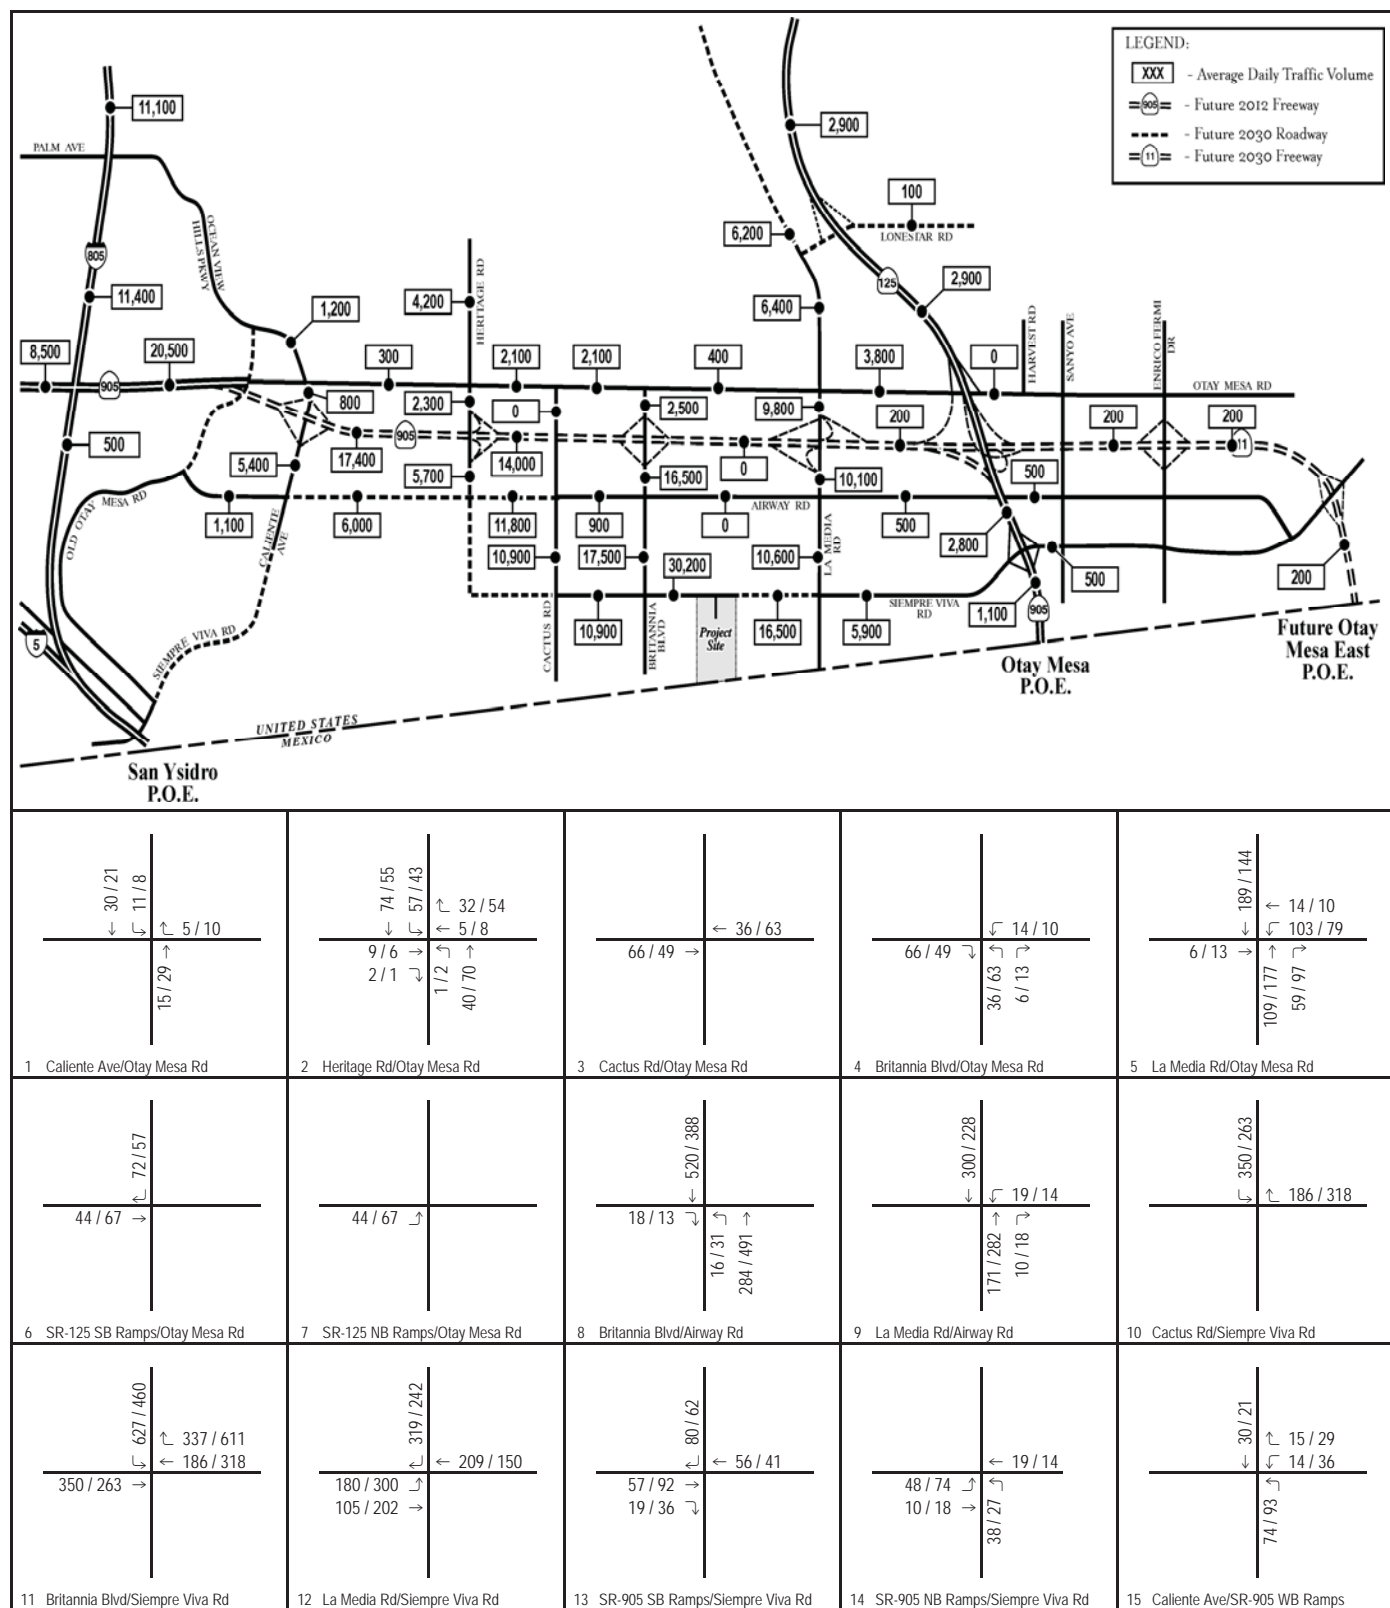 LEGEND:
XXX - Average Daily Traffic Volume
905 - Future 2012 Freeway
- Future 2030 Roadway
11 - Future 2030 Freeway
11,100
2,900
PALM AVE
OCEAN VIEW
HILLS PKWY
100
LONESTAR RD
6,200
805
HERITAGE RD
125
2,900
11,400
1,200
4,200
6,400
HARVEST RD
SANYO AVE
ENRICO FERMI
DR
8,500
20,500
300
2,100
2,100
400
3,800
0
905
OTAY MESA RD
800
2,300
0
2,500
9,800
200
200
200
905
11
500
5,400
17,400
5,700
14,000
16,500
0
10,100
500
OLD OTAY MESA RD
AIRWAY RD
1,100
6,000
11,800
900
0
500
CALIENTE
AVE
LA MEDIA
RD
2,800
10,900
17,500
30,200
10,600
500
200
SIEMPRE VIVA
RD
1,100
905
5
SIEMPRE VIVA RD
CACTUS RD
10,900
BRITANNIA
BLVD
Project
Site
16,500
5,900
Future Otay
Mesa East
P.O.E.
Otay Mesa
P.O.E.
UNITED STATES
MEXICO
San Ysidro
P.O.E.
30 / 21
11 / 8
5 / 10
15 / 29
1 Caliente Ave/Otay Mesa Rd
74 / 55
57 / 43
32 / 54
5 / 8
9 / 6
2 / 1
1 / 2
40 / 70
2 Heritage Rd/Otay Mesa Rd
36 / 63
66 / 49
3 Cactus Rd/Otay Mesa Rd
14 / 10
66 / 49
36 / 63
6 / 13
4 Britannia Blvd/Otay Mesa Rd
189 / 144
14 / 10
103 / 79
6 / 13
109 / 177
59 / 97
5 La Media Rd/Otay Mesa Rd
72 / 57
44 / 67
6 SR-125 SB Ramps/Otay Mesa Rd
44 / 67
7 SR-125 NB Ramps/Otay Mesa Rd
520 / 388
18 / 13
16 / 31
284 / 491
8 Britannia Blvd/Airway Rd
300 / 228
19 / 14
171 / 282
10 / 18
9 La Media Rd/Airway Rd
350 / 263
186 / 318
10 Cactus Rd/Siempre Viva Rd
627 / 460
337 / 611
186 / 318
350 / 263
11 Britannia Blvd/Siempre Viva Rd
319 / 242
209 / 150
180 / 300
105 / 202
12 La Media Rd/Siempre Viva Rd
80 / 62
56 / 41
57 / 92
19 / 36
13 SR-905 SB Ramps/Siempre Viva Rd
19 / 14
48 / 74
10 / 18
38 / 27
14 SR-905 NB Ramps/Siempre Viva Rd
30 / 21
15 / 29
14 / 36
74 / 93
15 Caliente Ave/SR-905 WB Ramps